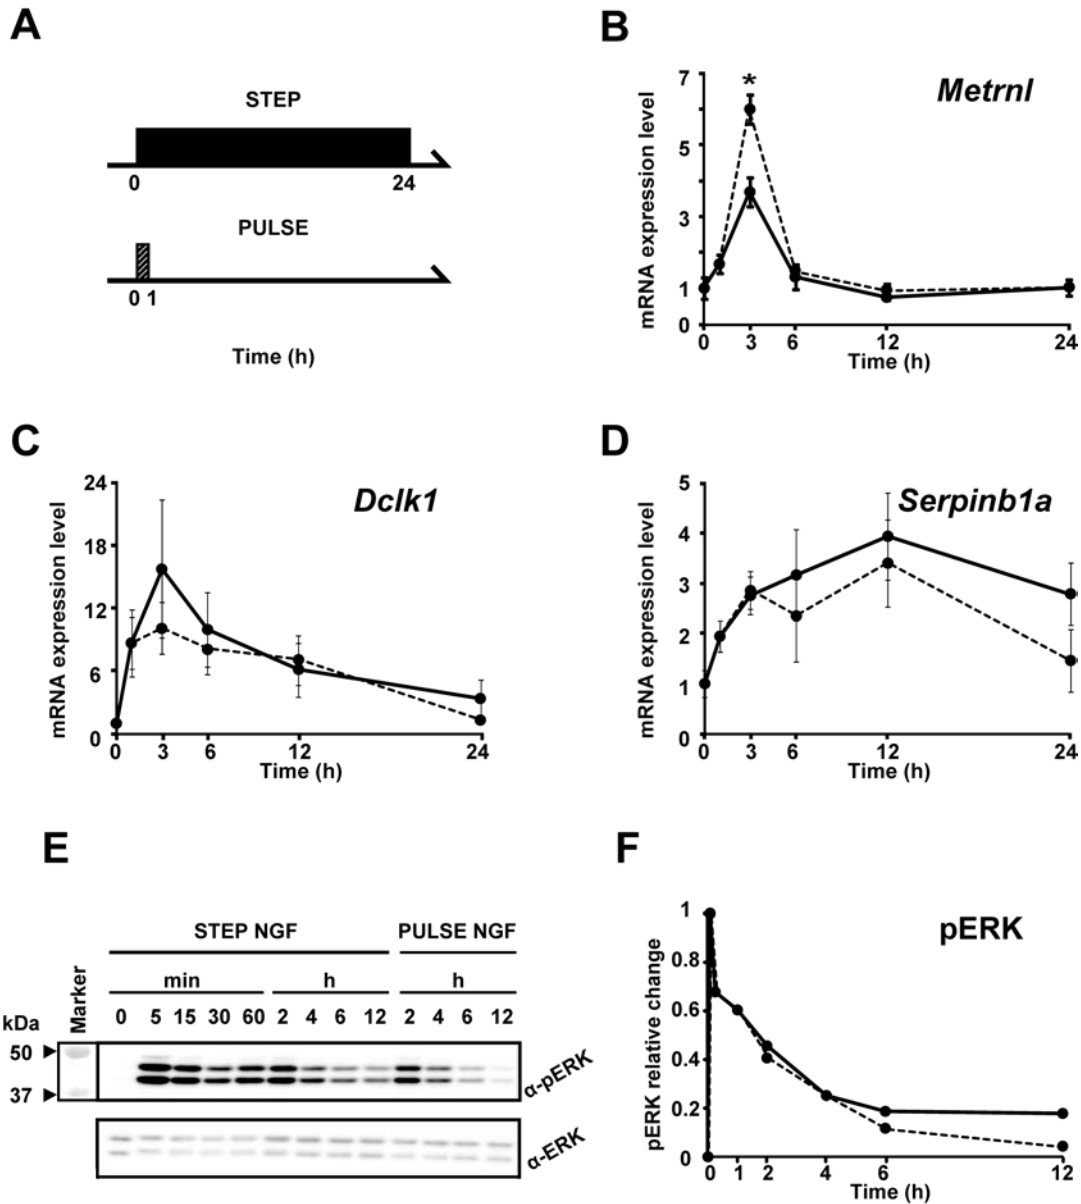 A
STEP
0 24
PULSE
0 1
Time (h)
B
Metrnl
*
mRNA expression level
7
5
3
1
0
0 3 6 12 24
Time (h)
C
Dclk1
mRNA expression level
24
18
12
6
0
0 3 6 12 24
Time (h)
D
Serpinb1a
mRNA expression level
5
4
3
2
1
0
0 3 6 12 24
Time (h)
E
STEP NGF PULSE NGF
min h h
Marker
kDa
0 5 15 30 60 2 4 6 12 2 4 6 12
50
37
α-pERK
α-ERK
F
pERK
pERK relative change
1
0.8
0.6
0.4
0.2
0
0 1 2 4 6 12
Time (h)